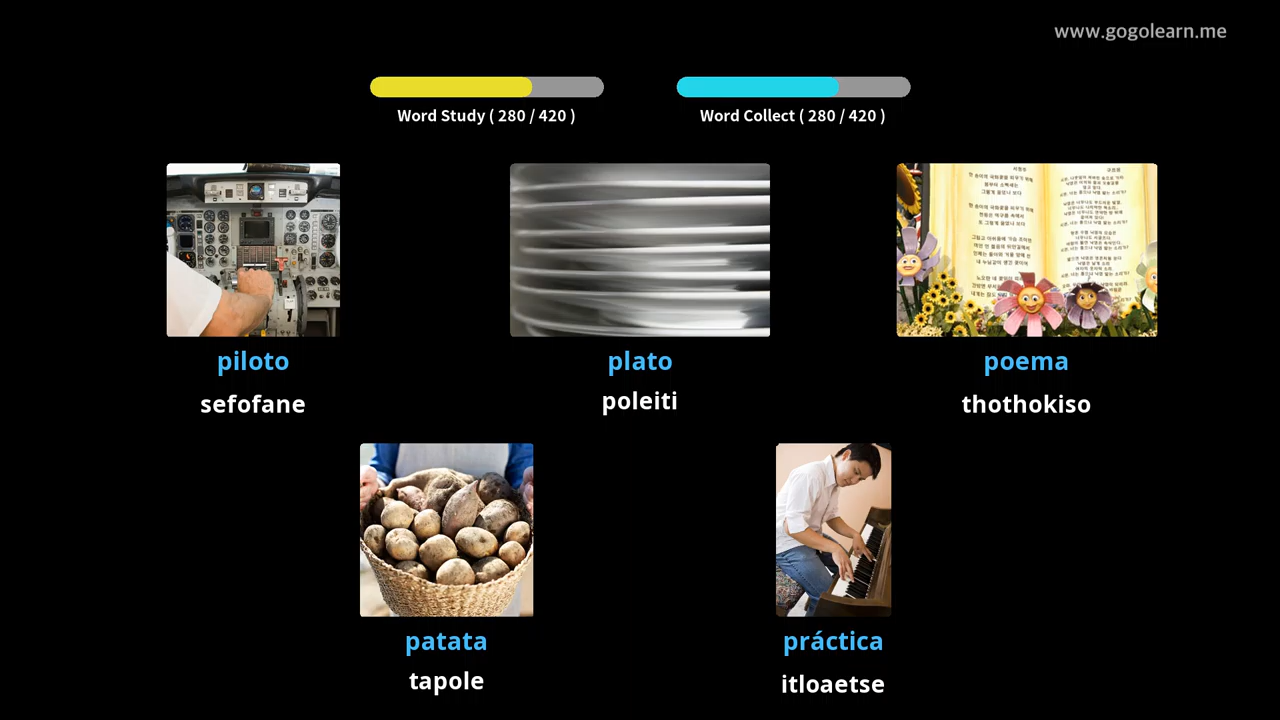 www.gogolearn.me
Word Study ( 280 / 420 )
Word Collect ( 280 / 420 )
piloto
sefofane
plato
poleiti
poema
thothokiso
patata
tapole
práctica
itloaetse